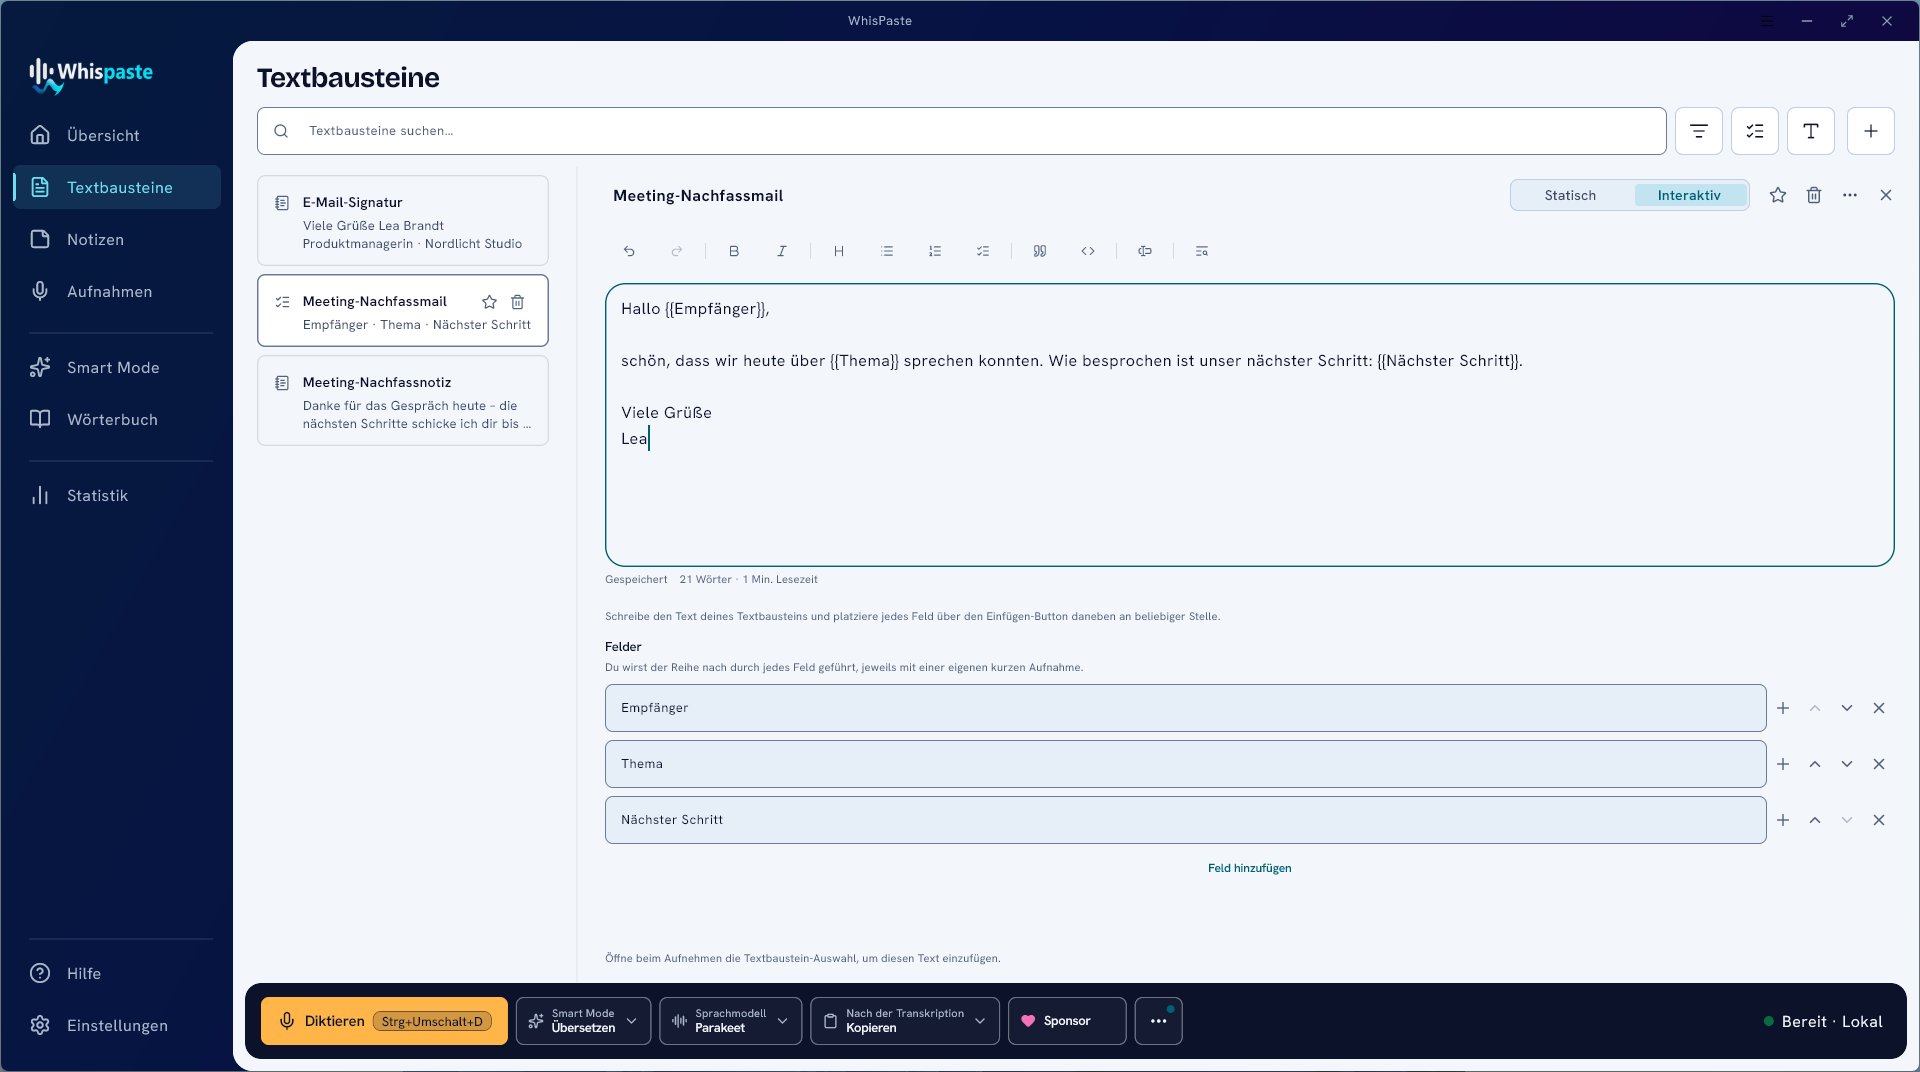 WhisPaste
Whispaste
Übersicht
Textbausteine
Notizen
Aufnahmen
Smart Mode
Wörterbuch
Statistik
Hilfe
Einstellungen
Textbausteine
Textbausteine suchen...
E-Mail-Signatur
Viele Grüße Lea Brandt
Produktmanagerin · Nordlicht Studio
Meeting-Nachfassmail
Empfänger · Thema · Nächster Schritt
Meeting-Nachfassnotiz
Danke für das Gespräch heute – die
nächsten Schritte schicke ich dir bis ...
Meeting-Nachfassmail
Statisch
Interaktiv
Hallo {{Empfänger}},
schön, dass wir heute über {{Thema}} sprechen konnten. Wie besprochen ist unser nächster Schritt: {{Nächster Schritt}}.
Viele Grüße
Lea
Gespeichert 21 Wörter · 1 Min. Lesezeit
Schreibe den Text deines Textbausteins und platziere jedes Feld über den Einfügen-Button daneben an beliebiger Stelle.
Felder
Du wirst der Reihe nach durch jedes Feld geführt, jeweils mit einer eigenen kurzen Aufnahme.
Empfänger
Thema
Nächster Schritt
Feld hinzufügen
Öffne beim Aufnehmen die Textbaustein-Auswahl, um diesen Text einzufügen.
Diktieren Strg+Umschalt+D
Smart Mode
Übersetzen
Sprachmodell
Parakeet
Nach der Transkription
Kopieren
Sponsor
Bereit · Lokal